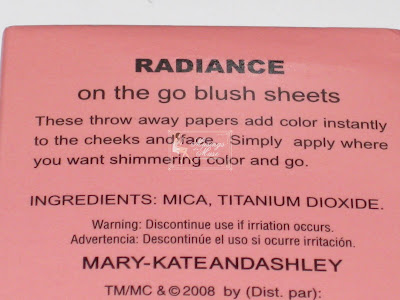 RADIANCE
on the go blush sheets
These throw away papers add color instantly
to the cheeks and face. Simply apply where
you want shimmering color and go.
INGREDIENTS: MICA, TITANIUM DIOXIDE.
Warning: Discontinue use if irriation occurs.
Advertencia: Descontinúe el uso si ocurre irritación.
MARY-KATEANDASHLEY
TM/MC & ©2008 by (Dist. par):